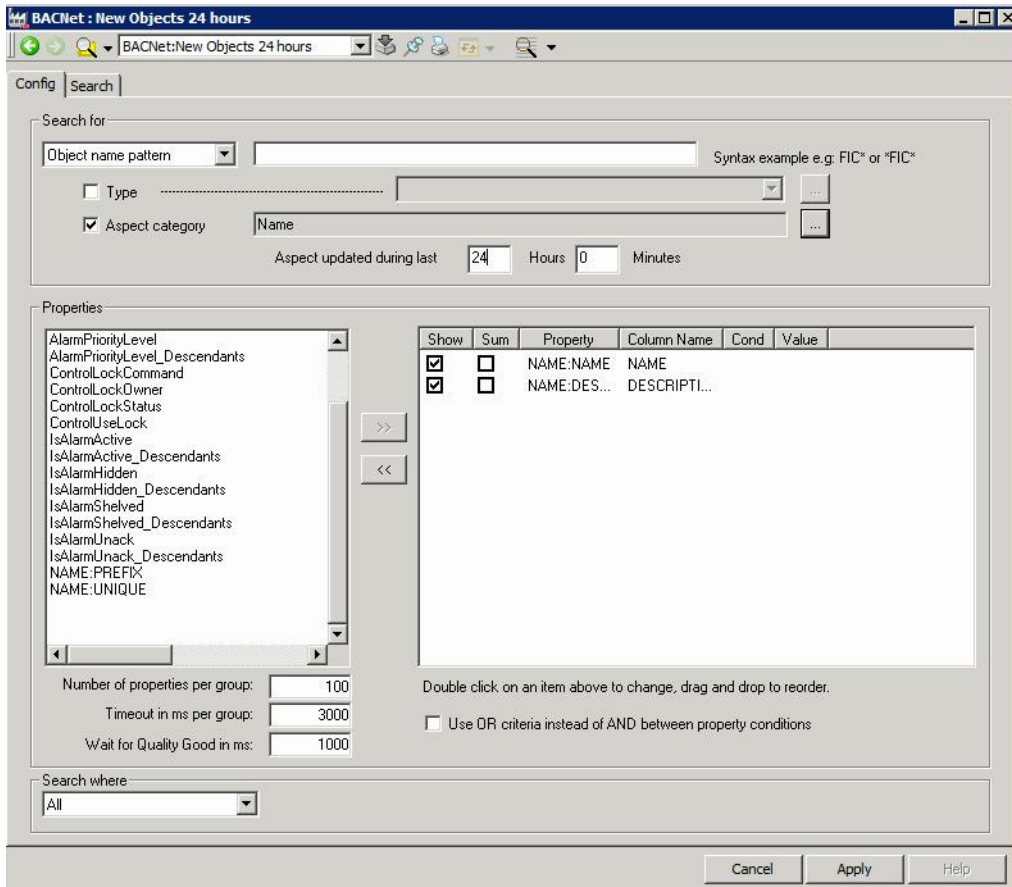 BACNet : New Objects 24 hours
BACNet:New Objects 24 hours
Config Search
Search for
Object name pattern Syntax example e.g: FIC* or *FIC*
Type ...
Aspect category Name ...
Aspect updated during last 24 Hours 0 Minutes
Properties
AlarmPriorityLevel
AlarmPriorityLevel_Descendants
ControlLockCommand
ControlLockOwner
ControlLockStatus
ControlUseLock
IsAlarmActive
IsAlarmActive_Descendants
IsAlarmHidden
IsAlarmHidden_Descendants
IsAlarmShelved
IsAlarmShelved_Descendants
IsAlarmUnack
IsAlarmUnack_Descendants
NAME:PREFIX
NAME:UNIQUE
>>
<<
Show Sum Property Column Name Cond Value
NAME:NAME NAME
NAME:DES... DESCRIPTI...
Number of properties per group: 100
Timeout in ms per group: 3000
Wait for Quality Good in ms: 1000
Double click on an item above to change, drag and drop to reorder.
Use OR criteria instead of AND between property conditions
Search where
All
Cancel Apply Help